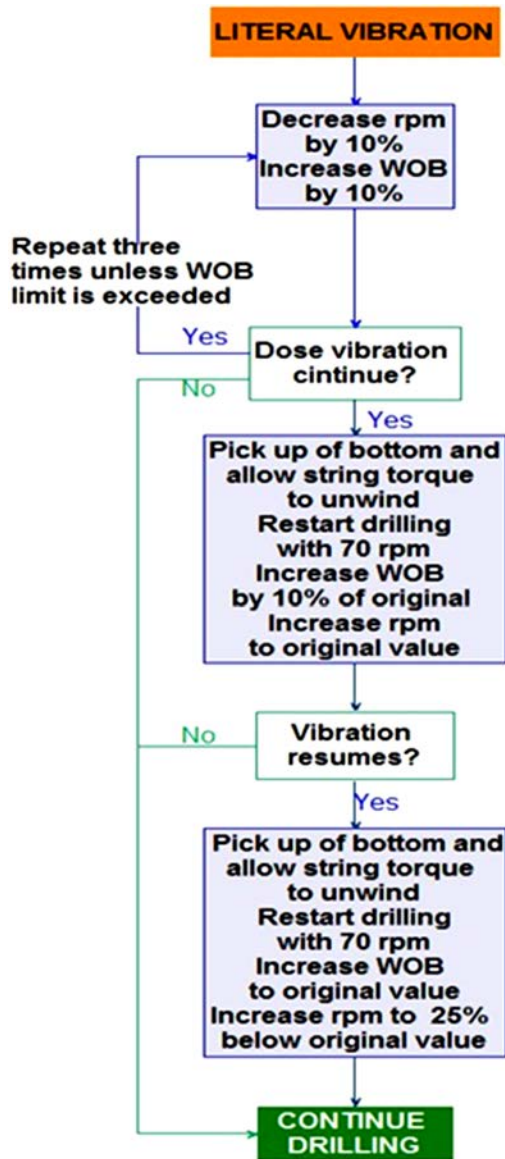 LITERAL VIBRATION
Decrease rpm
by 10%
Increase WOB
by 10%
Repeat three
times unless WOB
limit is exceeded
Yes
Dose vibration
cintinue?
No
Yes
Pick up of bottom and
allow string torque
to unwind
Restart drilling
with 70 rpm
Increase WOB
by 10% of original
Increase rpm
to original value
No
Vibration
resumes?
Yes
Pick up of bottom and
allow string torque
to unwind
Restart drilling
with 70 rpm
Increase WOB
to original value
Increase rpm to 25%
below original value
CONTINUE
DRILLING